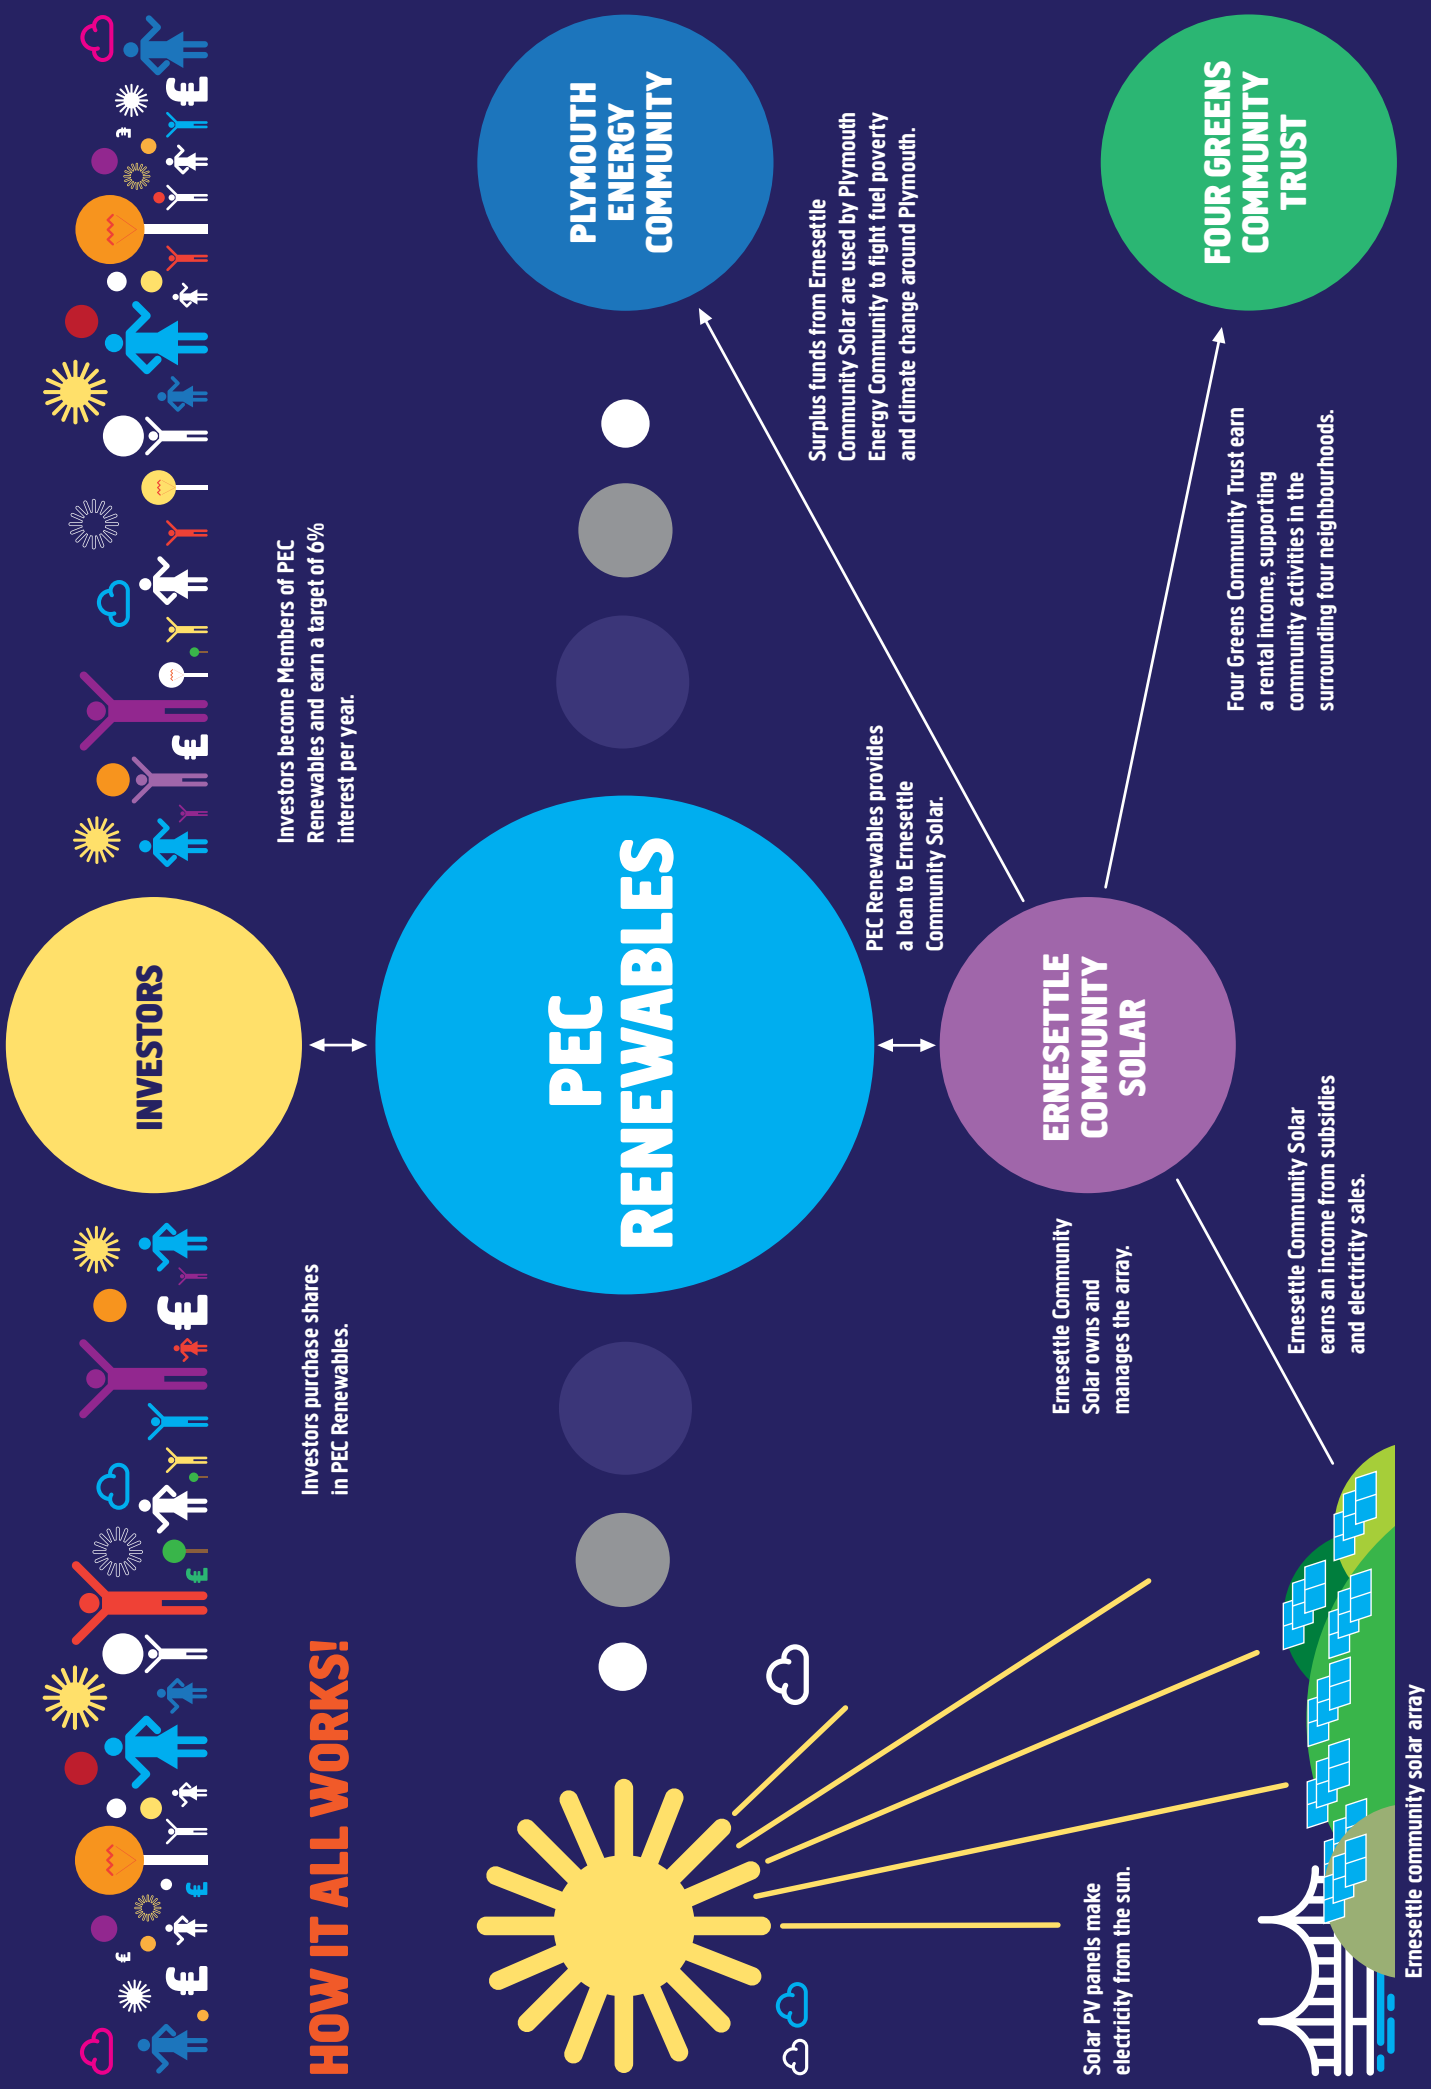 INVESTORS
Investors purchase shares
in PEC Renewables.
Investors become Members of PEC
Renewables and earn a target of 6%
interest per year.
HOW IT ALL WORKS!
PEC
RENEWABLES
PLYMOUTH
ENERGY
COMMUNITY
PEC Renewables provides
a loan to Ernesettle
Community Solar.
Surplus funds from Ernesettle
Community Solar are used by Plymouth
Energy Community to fight fuel poverty
and climate change around Plymouth.
ERNESETTLE
COMMUNITY
SOLAR
Ernesettle Community
Solar owns and
manages the array.
Solar PV panels make
electricity from the sun.
FOUR GREENS
COMMUNITY
TRUST
Four Greens Community Trust earn
a rental income, supporting
community activities in the
surrounding four neighbourhoods.
Ernesettle Community Solar
earns an income from subsidies
and electricity sales.
Ernesettle community solar array